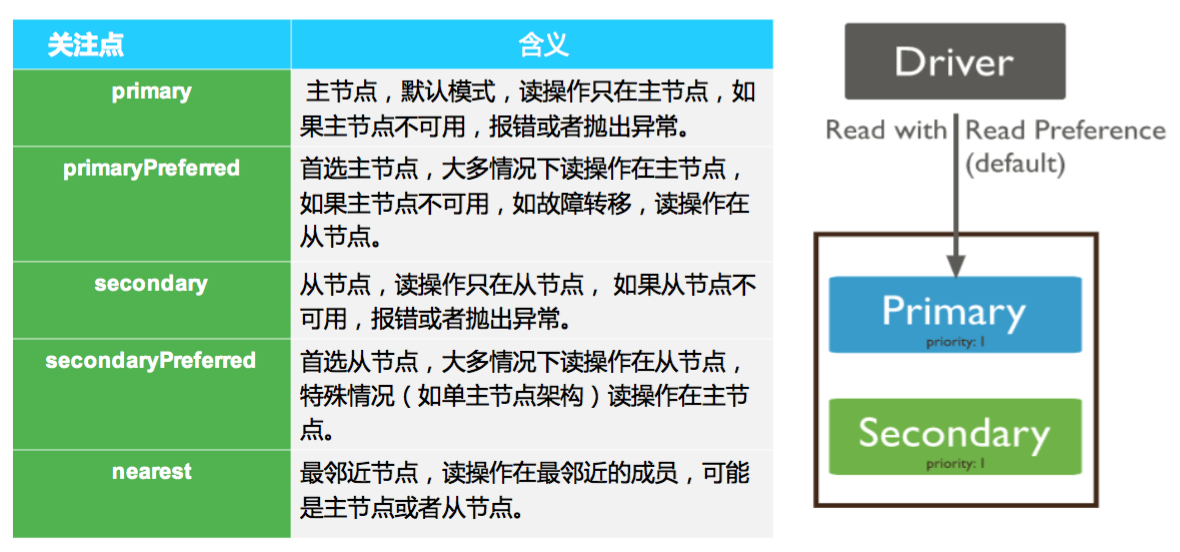 关注点
含义
primary
主节点，默认模式，读操作只在主节点，如
果主节点不可用，报错或者抛出异常。
primaryPreferred
首选主节点，大多情况下读操作在主节点，
如果主节点不可用，如故障转移，读操作在
从节点。
secondary
从节点，读操作只在从节点， 如果从节点不
可用，报错或者抛出异常。
secondaryPreferred
首选从节点，大多情况下读操作在从节点，
特殊情况（如单主节点架构）读操作在主节
点。
nearest
最邻近节点，读操作在最邻近的成员，可能
是主节点或者从节点。
Driver
Read with Read Preference
(default)
Primary
priority: 1
Secondary
priority: 1